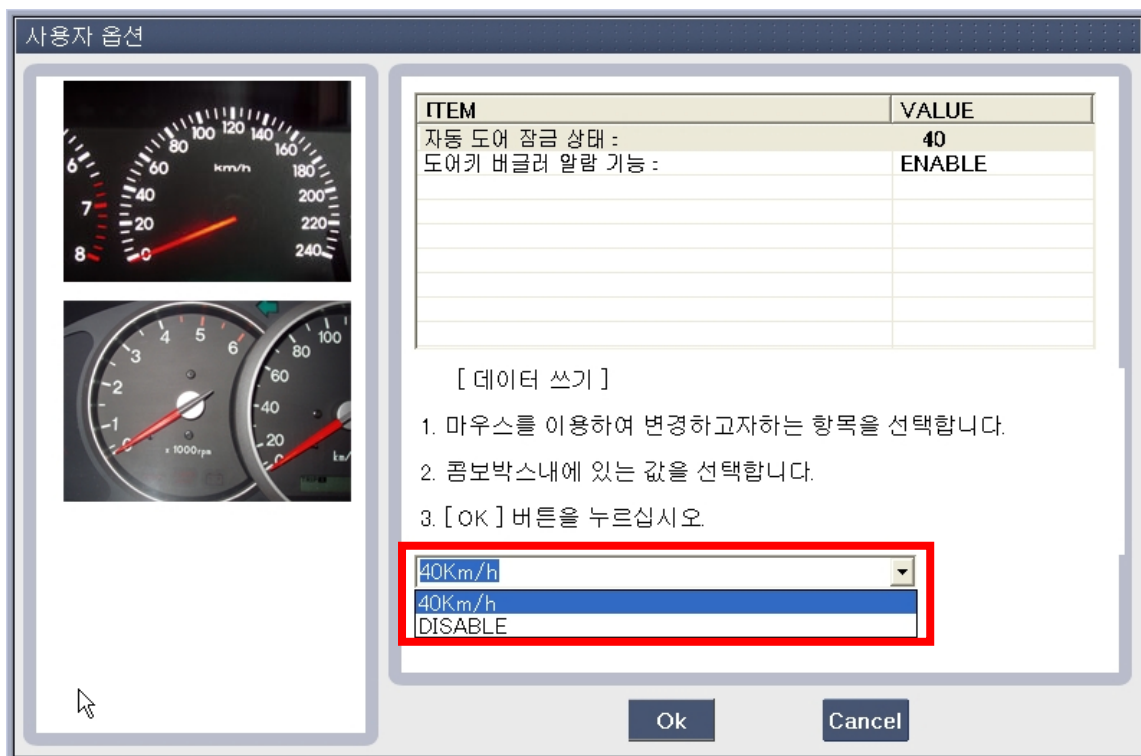 사용자 옵션
ITEM VALUE
자동 도어 잠금 상태 : 40
도어키 버글러 알람 기능 : ENABLE
[ 데이터 쓰기 ]
1. 마우스를 이용하여 변경하고자하는 항목을 선택합니다.
2. 콤보박스내에 있는 값을 선택합니다.
3. [ OK ] 버튼을 누르십시오.
40Km/h
40Km/h
DISABLE
Ok Cancel
6 7 8
0 20 40 60 80 100 120 140 160 180 200 220 240
km/h
0 1 2 3 4 5 6
x 1000rpm
0 20 40 60 80 100
km/